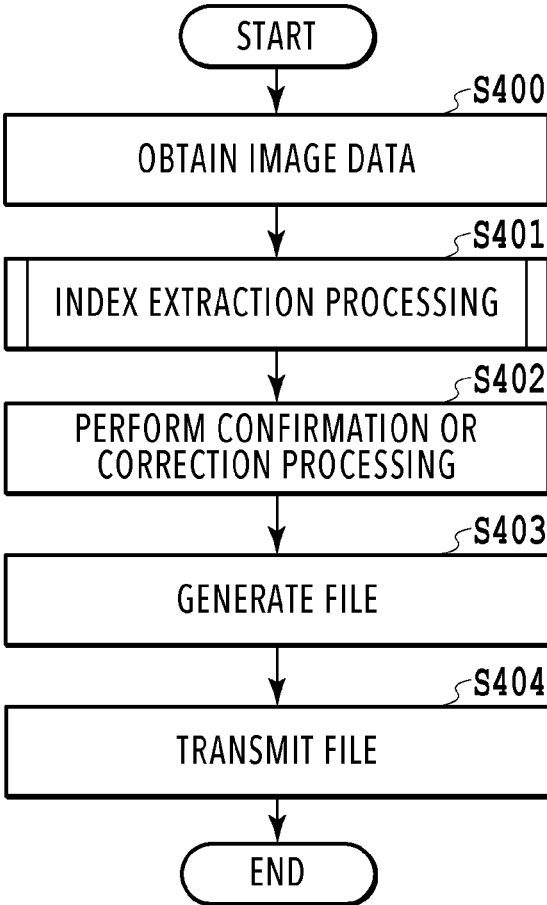 START
S400
OBTAIN IMAGE DATA
S401
INDEX EXTRACTION PROCESSING
S402
PERFORM CONFIRMATION OR
CORRECTION PROCESSING
S403
GENERATE FILE
S404
TRANSMIT FILE
END